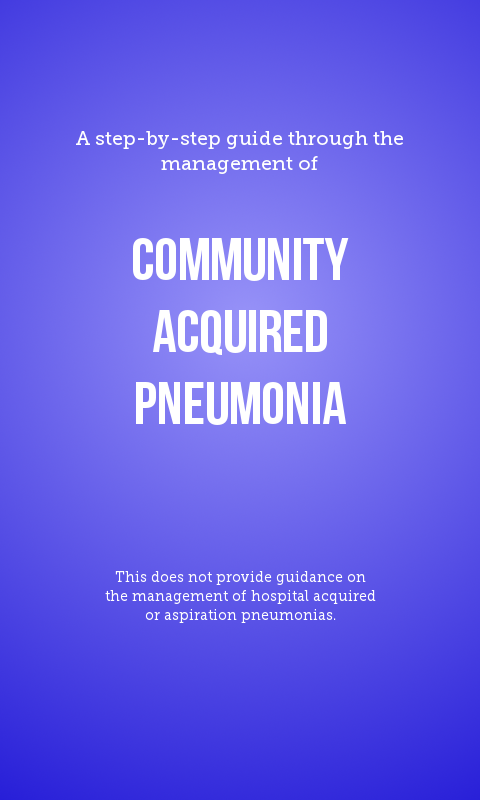 A step-by-step guide through the
management of
COMMUNITY
ACQUIRED
PNEUMONIA
This does not provide guidance on
the management of hospital acquired
or aspiration pneumonias.